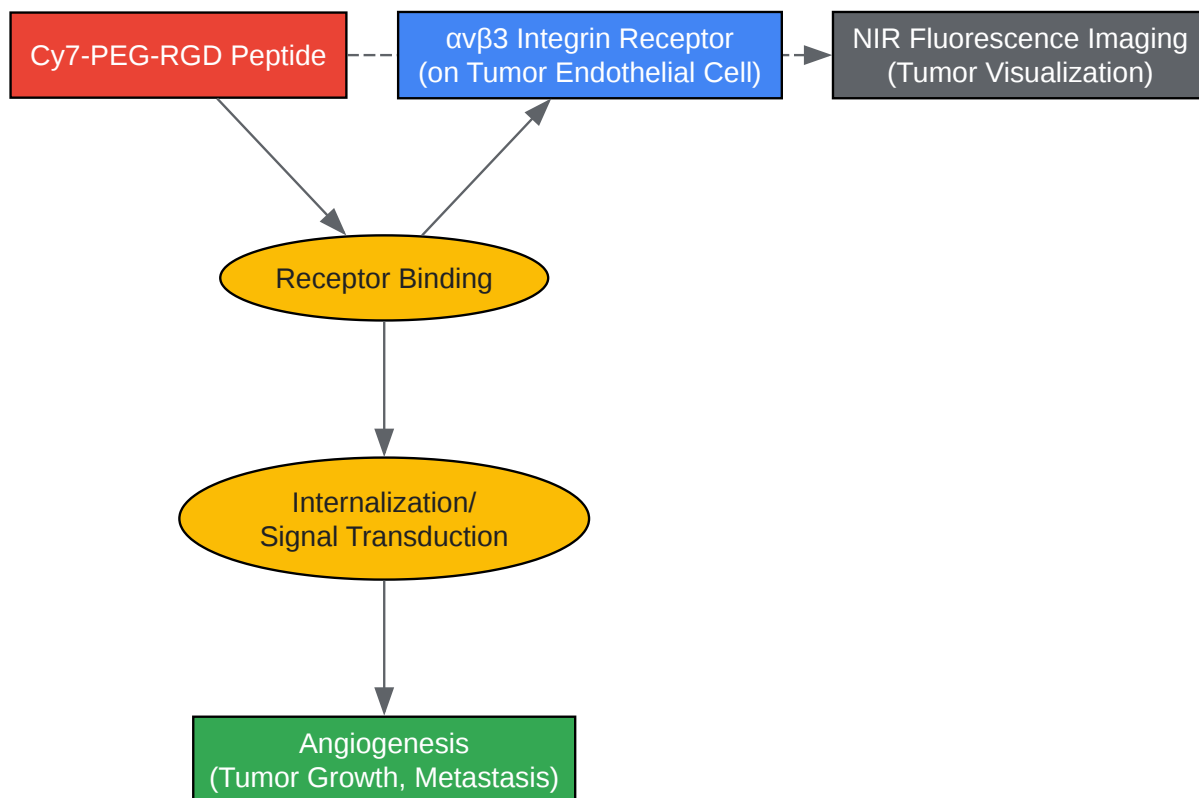 Cy7-PEG-RGD Peptide
αvβ3 Integrin Receptor
(on Tumor Endothelial Cell)
NIR Fluorescence Imaging
(Tumor Visualization)
Receptor Binding
Internalization/
Signal Transduction
Angiogenesis
(Tumor Growth, Metastasis)